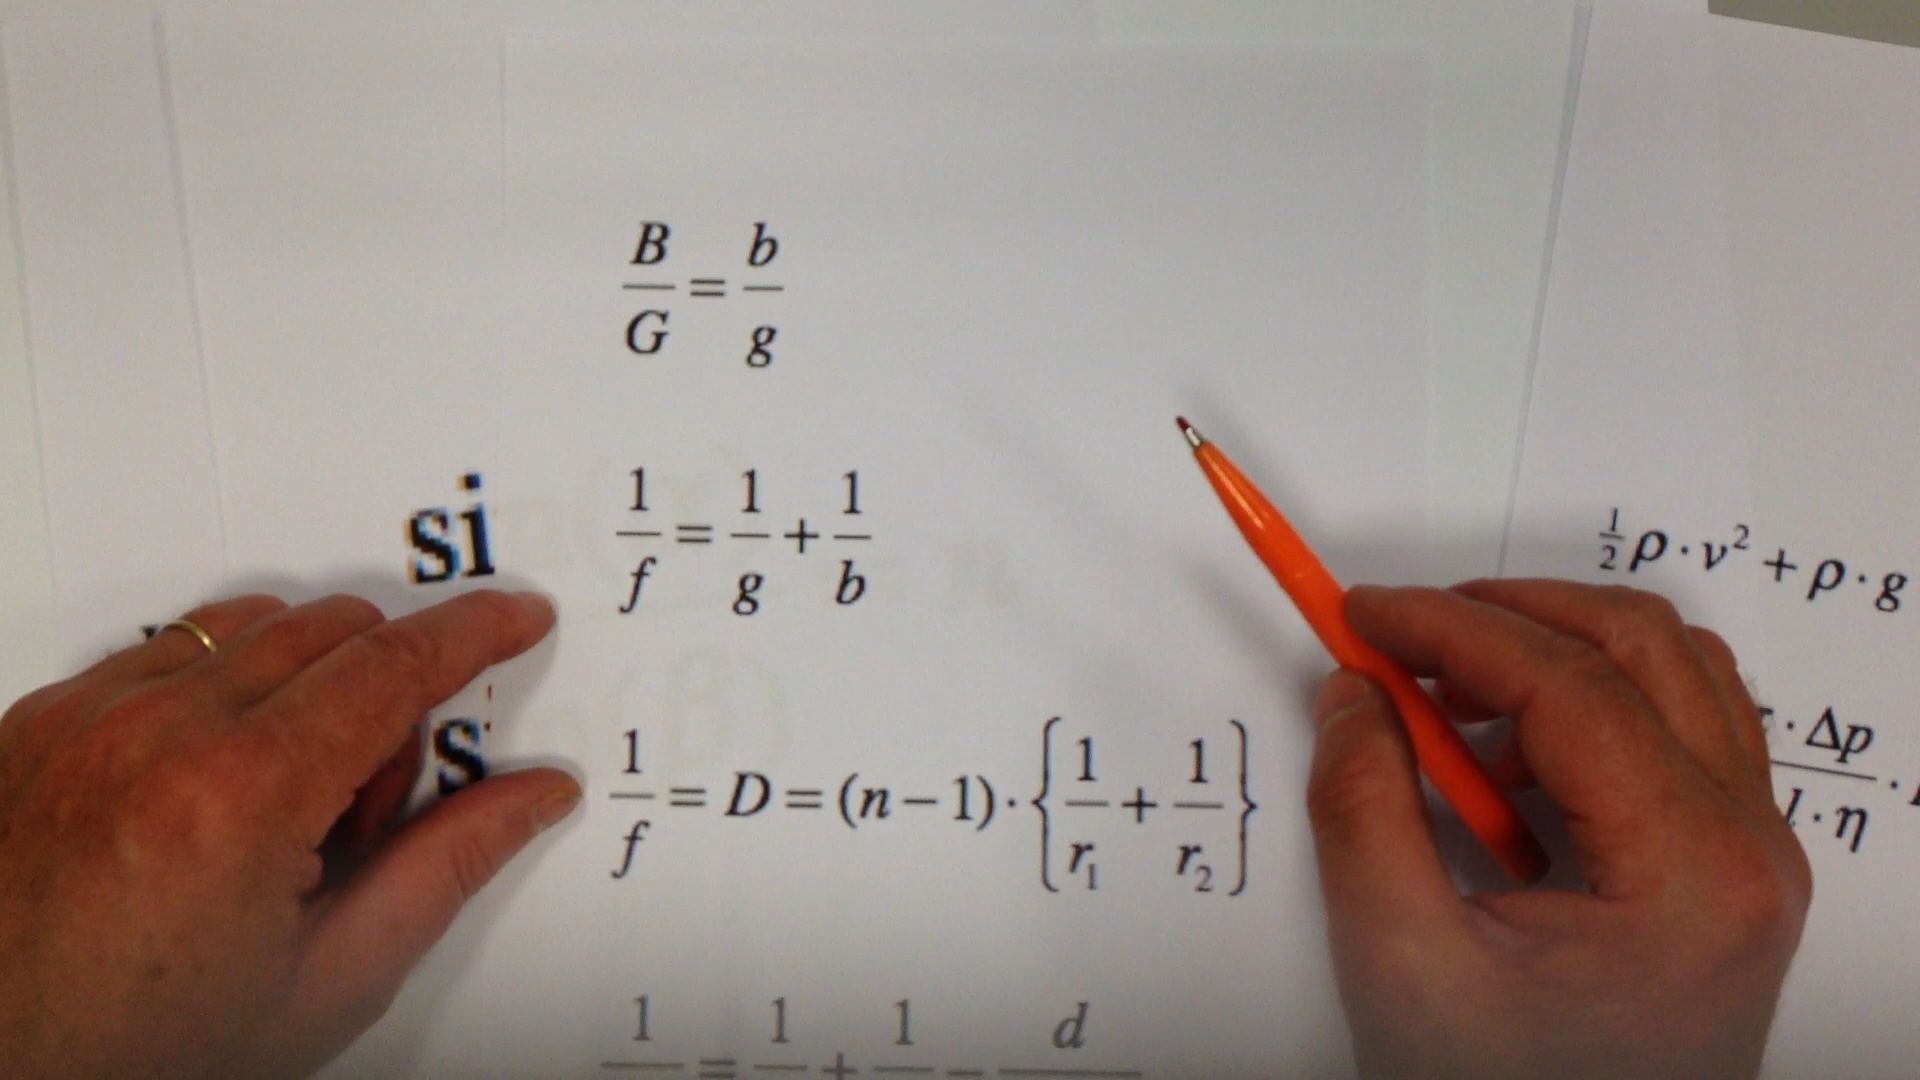 B/G = b/g
si
1/f = 1/g + 1/b
1/f = D = (n − 1) · {1/r₁ + 1/r₂}
1 1 1 d
= + −
½ρ · v² + ρ · g
· Δp
l · η
s